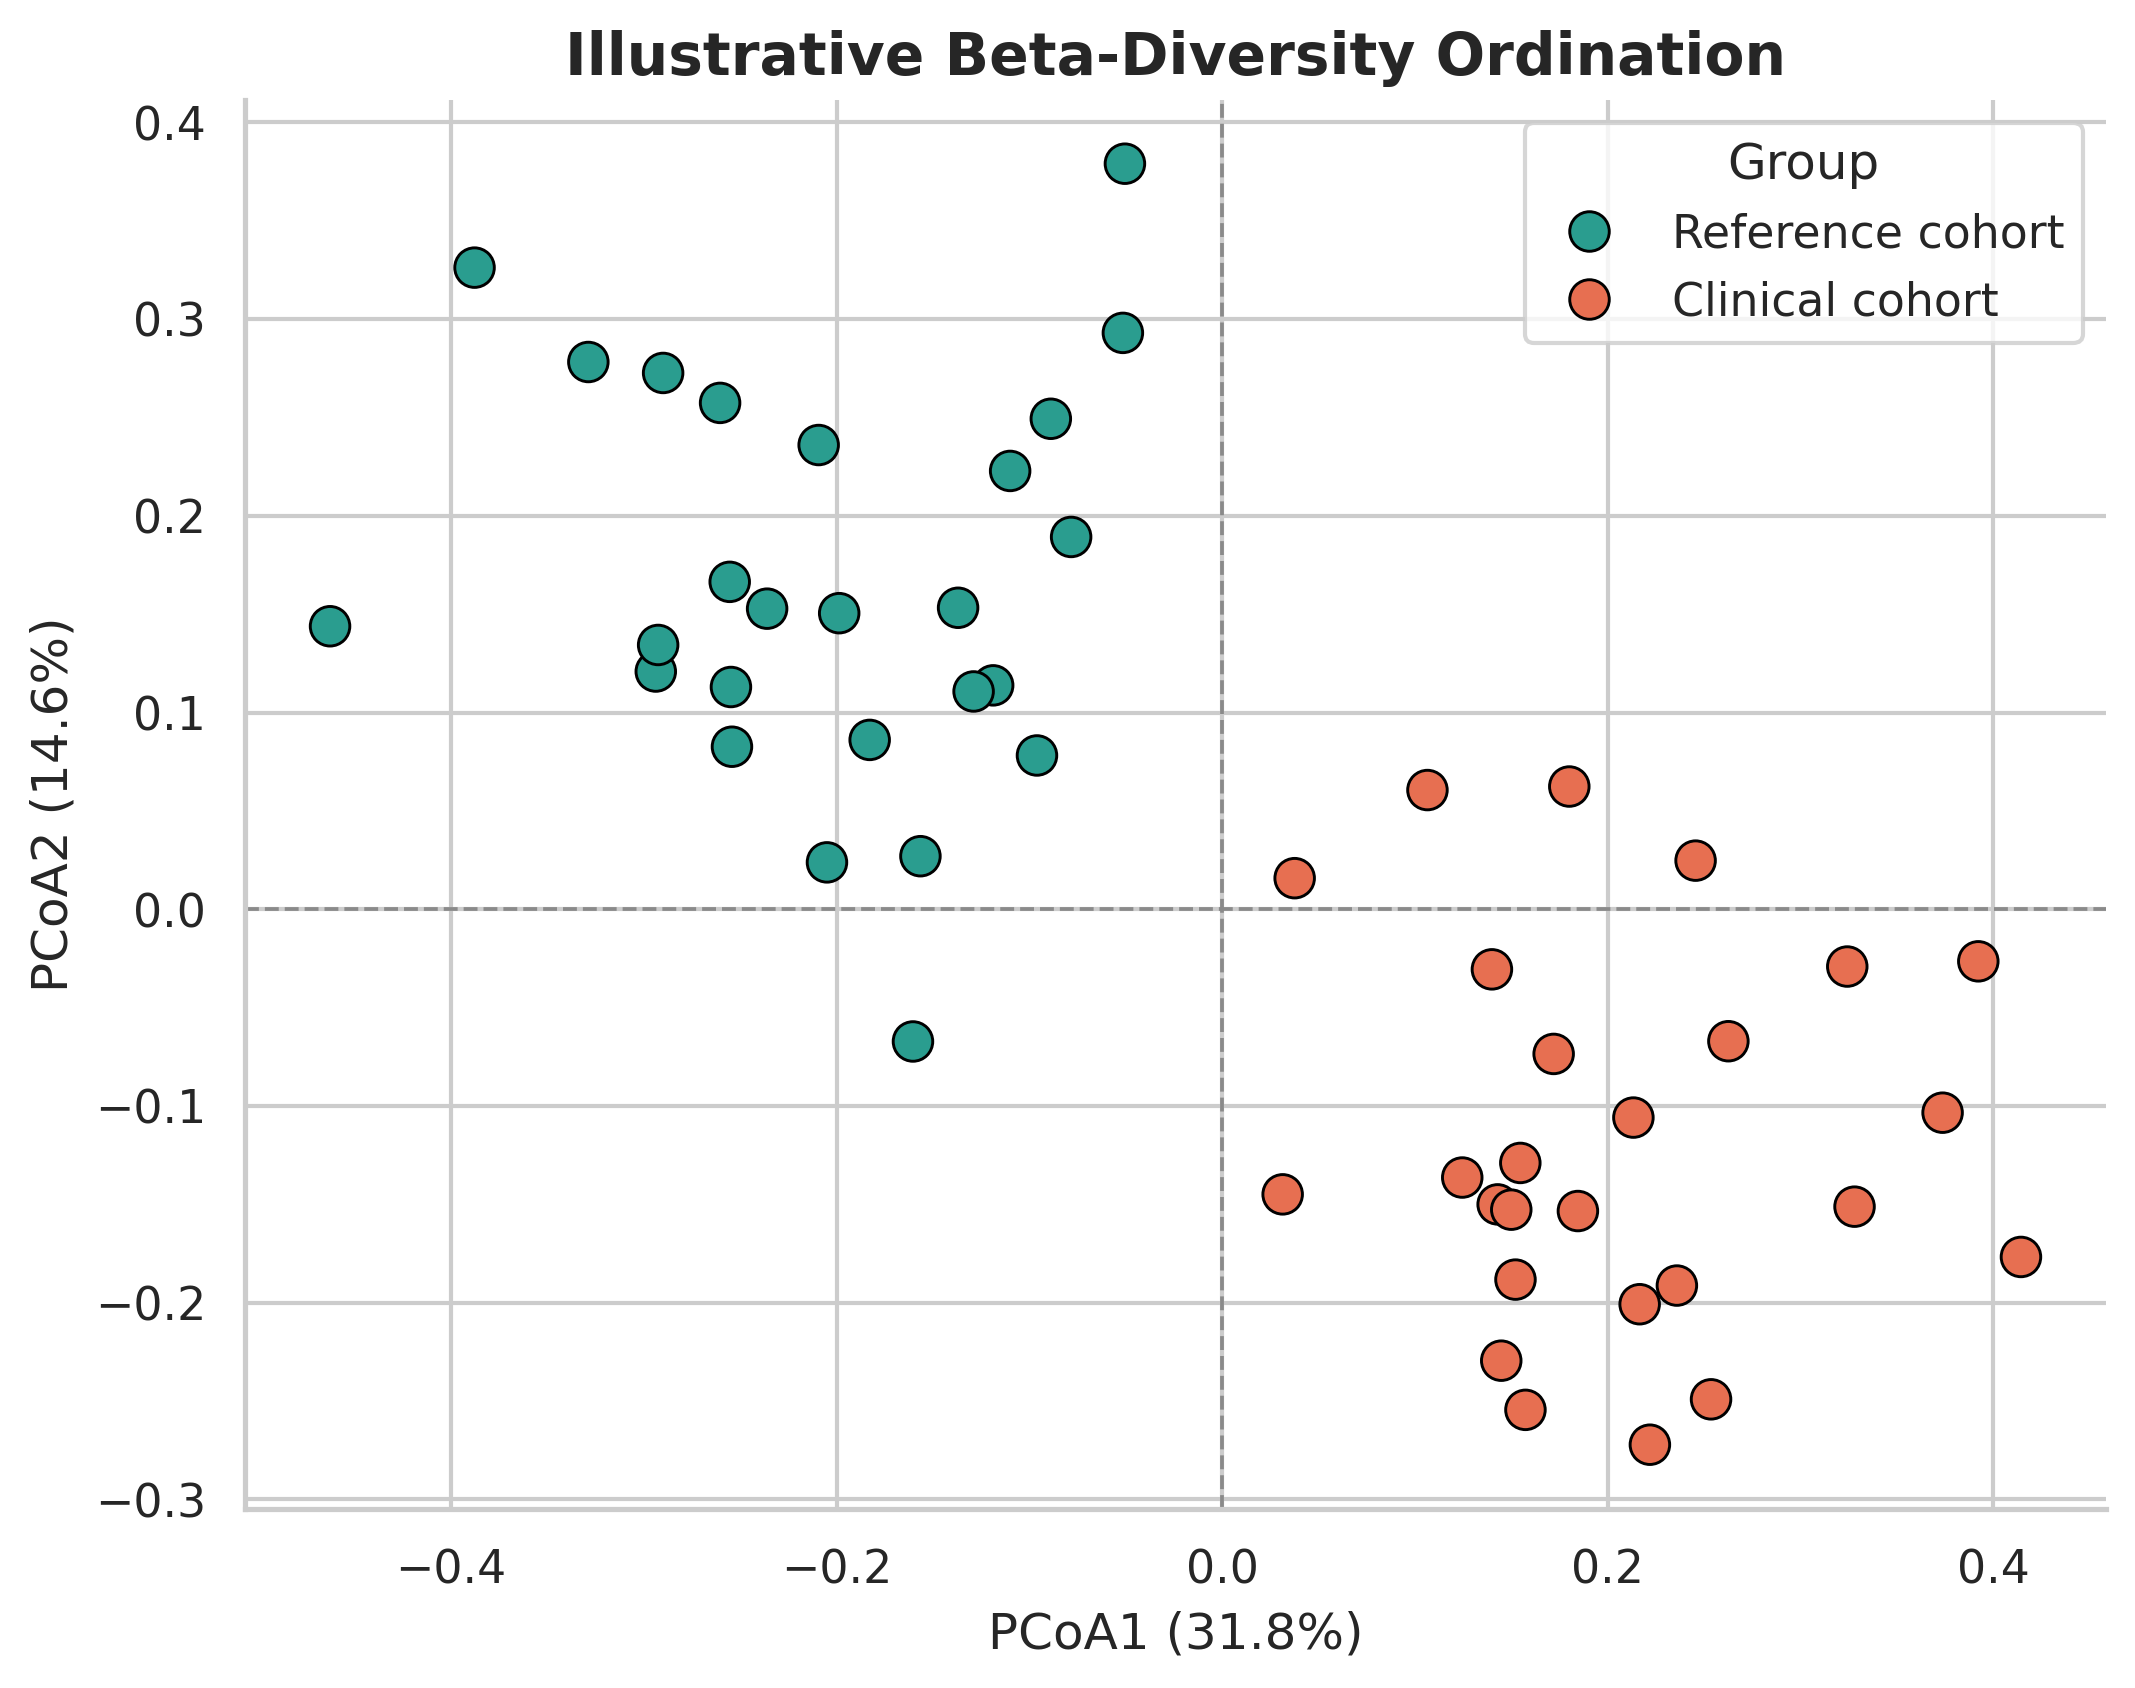 Illustrative Beta-Diversity Ordination
Group
Reference cohort
Clinical cohort
0.4
0.3
0.2
0.1
0.0
−0.1
−0.2
−0.3
PCoA2 (14.6%)
−0.4
−0.2
0.0
0.2
0.4
PCoA1 (31.8%)